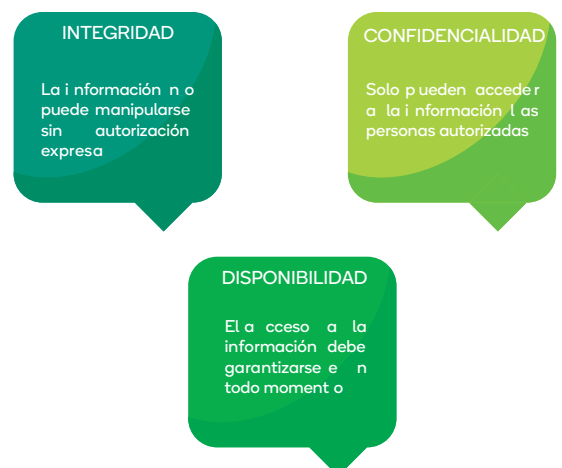 INTEGRIDAD
La i nformación n o
puede manipularse
sin autorización
expresa
CONFIDENCIALIDAD
Solo p ueden acceder
a la i nformación l as
personas autorizadas
DISPONIBILIDAD
El a cceso a la
información debe
garantizarse e n
todo moment o